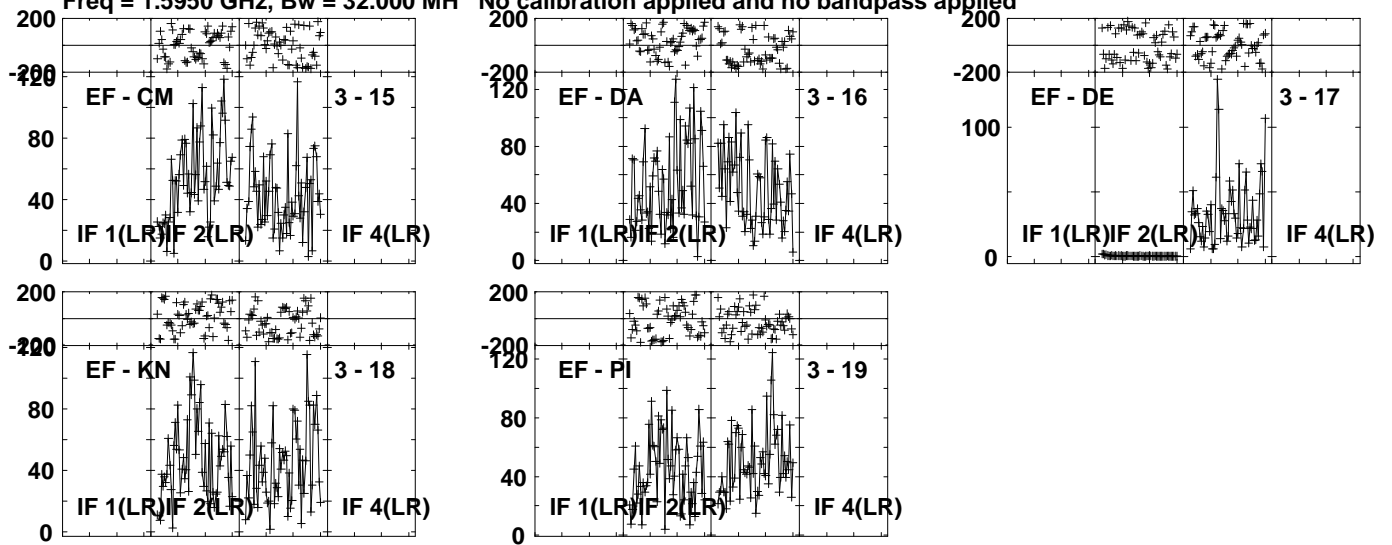 Freq = 1.5950 GHz, Bw = 32.000 MH No calibration applied and no bandpass applied
200 200 200
-200 -200 -200
120 EF - CM 3 - 15 120 EF - DA 3 - 16 EF - DE 3 - 17
80 80 100
40 40
IF 1(LR) IF 2(LR) IF 4(LR) IF 1(LR) IF 2(LR) IF 4(LR) IF 1(LR) IF 2(LR) IF 4(LR)
0 0 0
200 200
-200 -200
120 EF - KN 3 - 18 120 EF - PI 3 - 19
80 80
40 40
IF 1(LR) IF 2(LR) IF 4(LR) IF 1(LR) IF 2(LR) IF 4(LR)
0 0